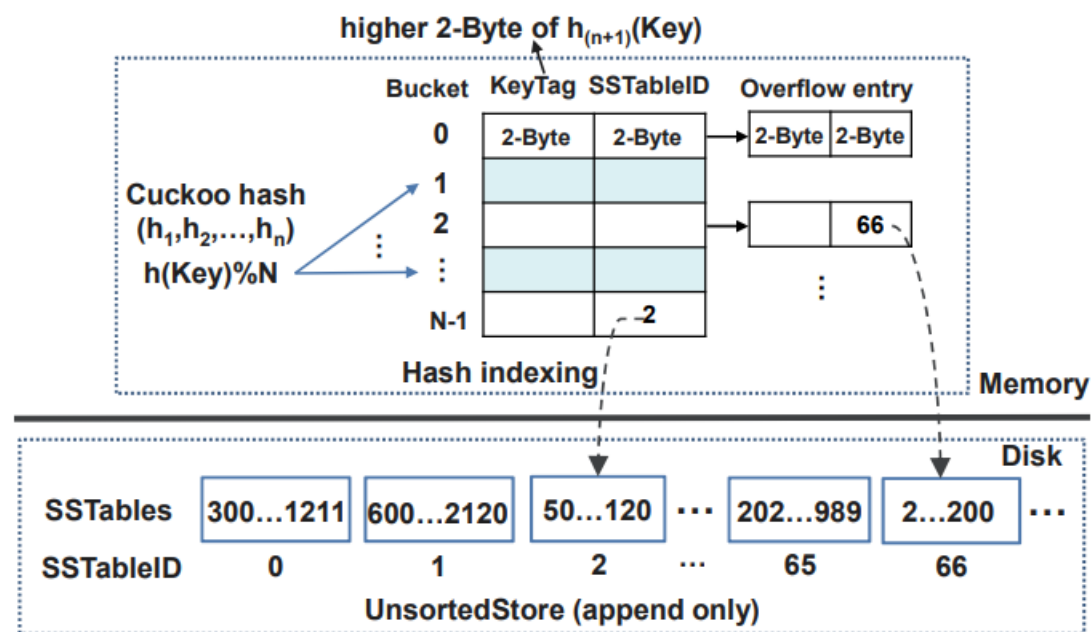 higher 2-Byte of h(n+1)(Key)
Bucket KeyTag SSTableID Overflow entry
0 2-Byte 2-Byte 2-Byte 2-Byte
1
Cuckoo hash
(h1,h2,...,hn)
h(Key)%N
2 66
⋮
⋮
⋮
N-1 2
Hash indexing
Memory
Disk
SSTables 300...1211 600...2120 50...120 ... 202...989 2...200 ...
SSTableID 0 1 2 ... 65 66
UnsortedStore (append only)